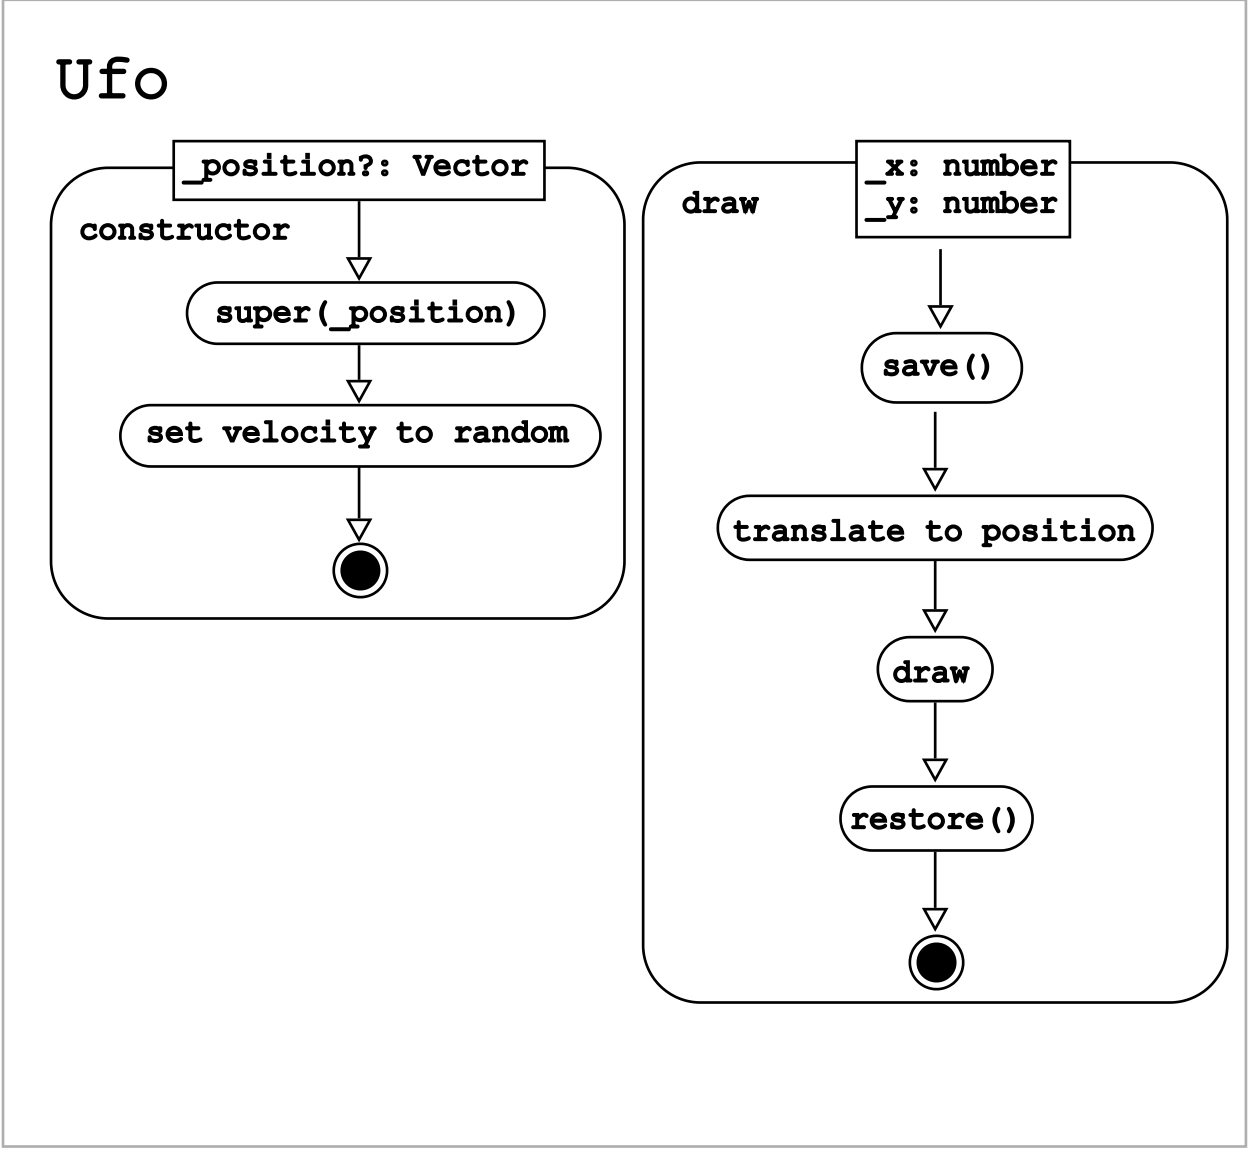 Ufo
_position?: Vector
constructor
super(_position)
set velocity to random
_x: number
_y: number
draw
save()
translate to position
draw
restore()